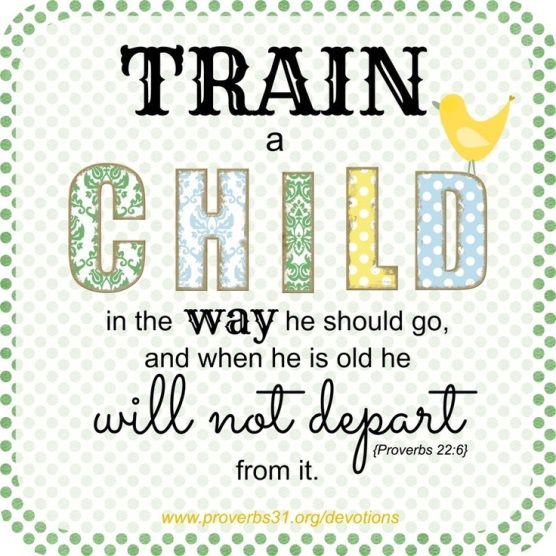 TRAIN
a
CHILD
in the way he should go,
and when he is old he
will not depart
{Proverbs 22:6}
from it.
www.proverbs31.org/devotions